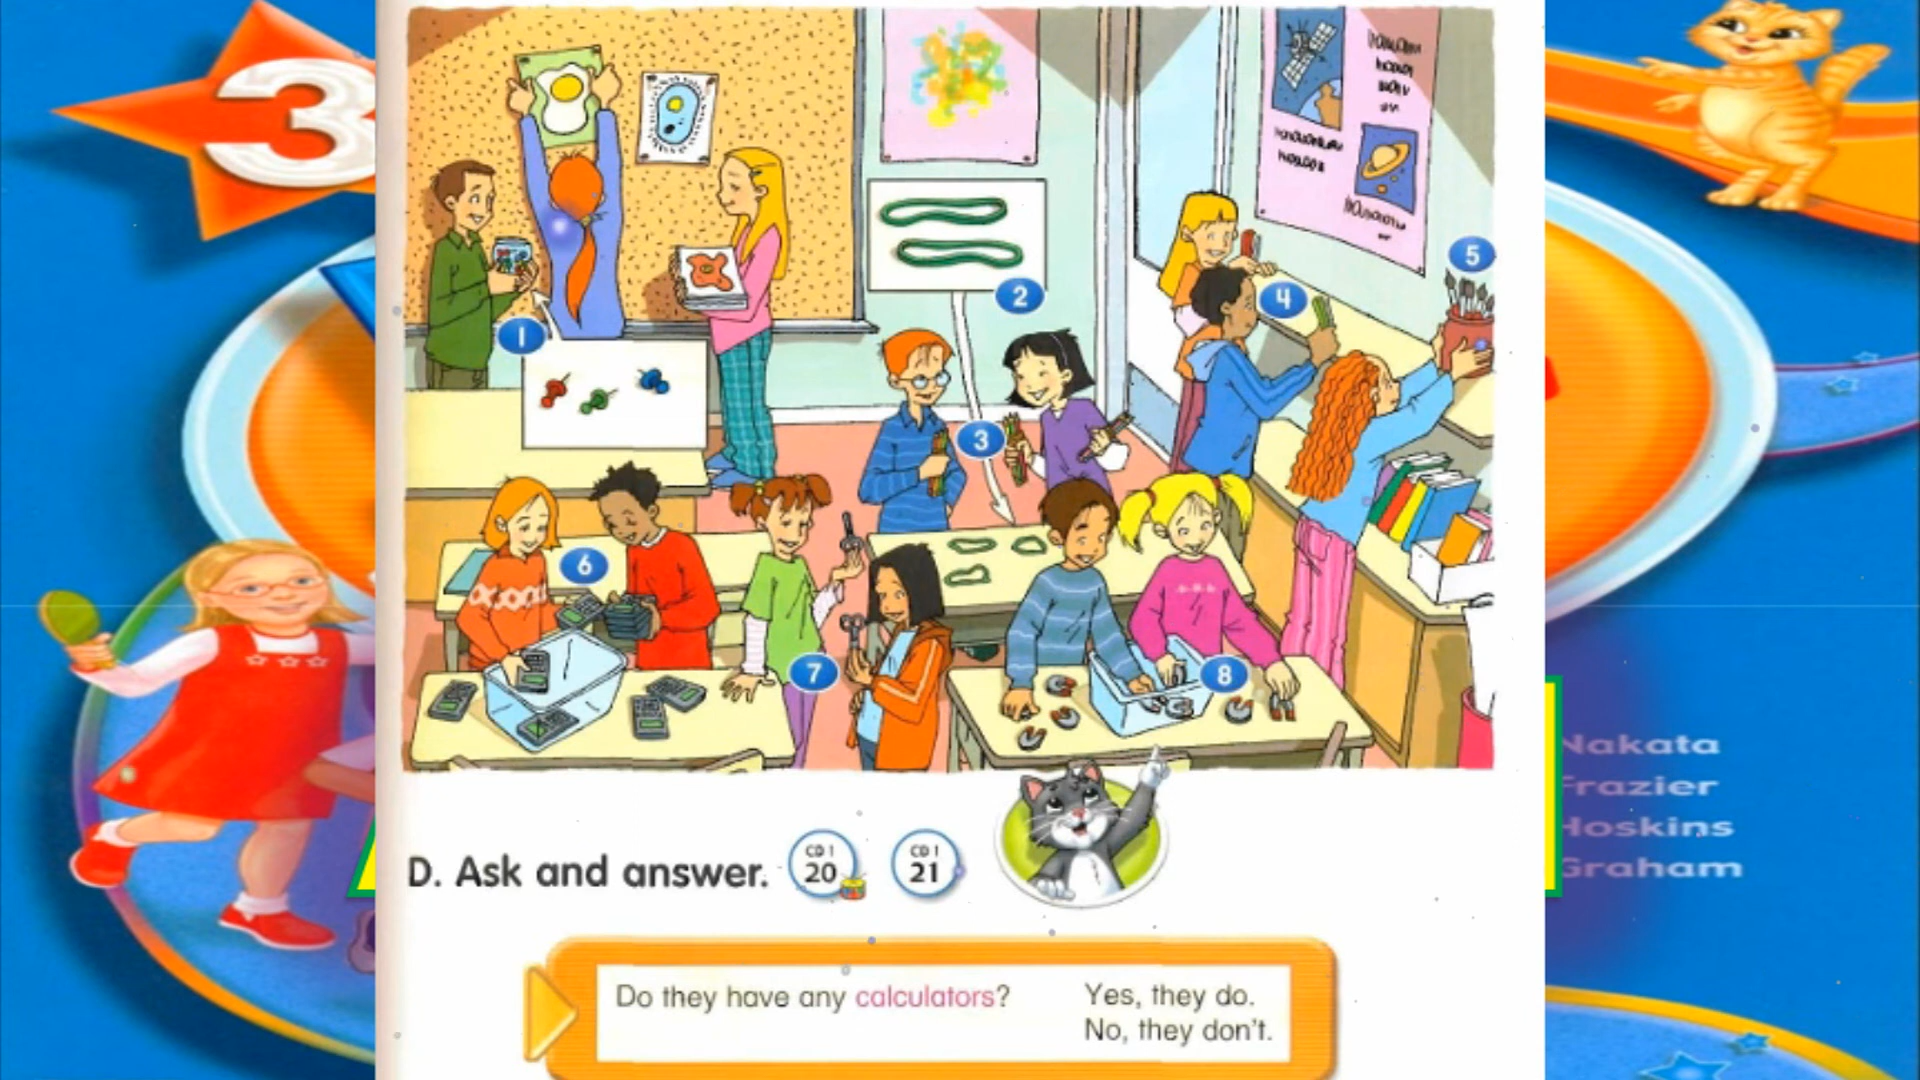 3
1
2
3
4
5
6
7
8
D. Ask and answer.
CD 1
20
CD 1
21
Do they have any calculators?
Yes, they do.
No, they don't.
Nakata
Frazier
Hoskins
Graham